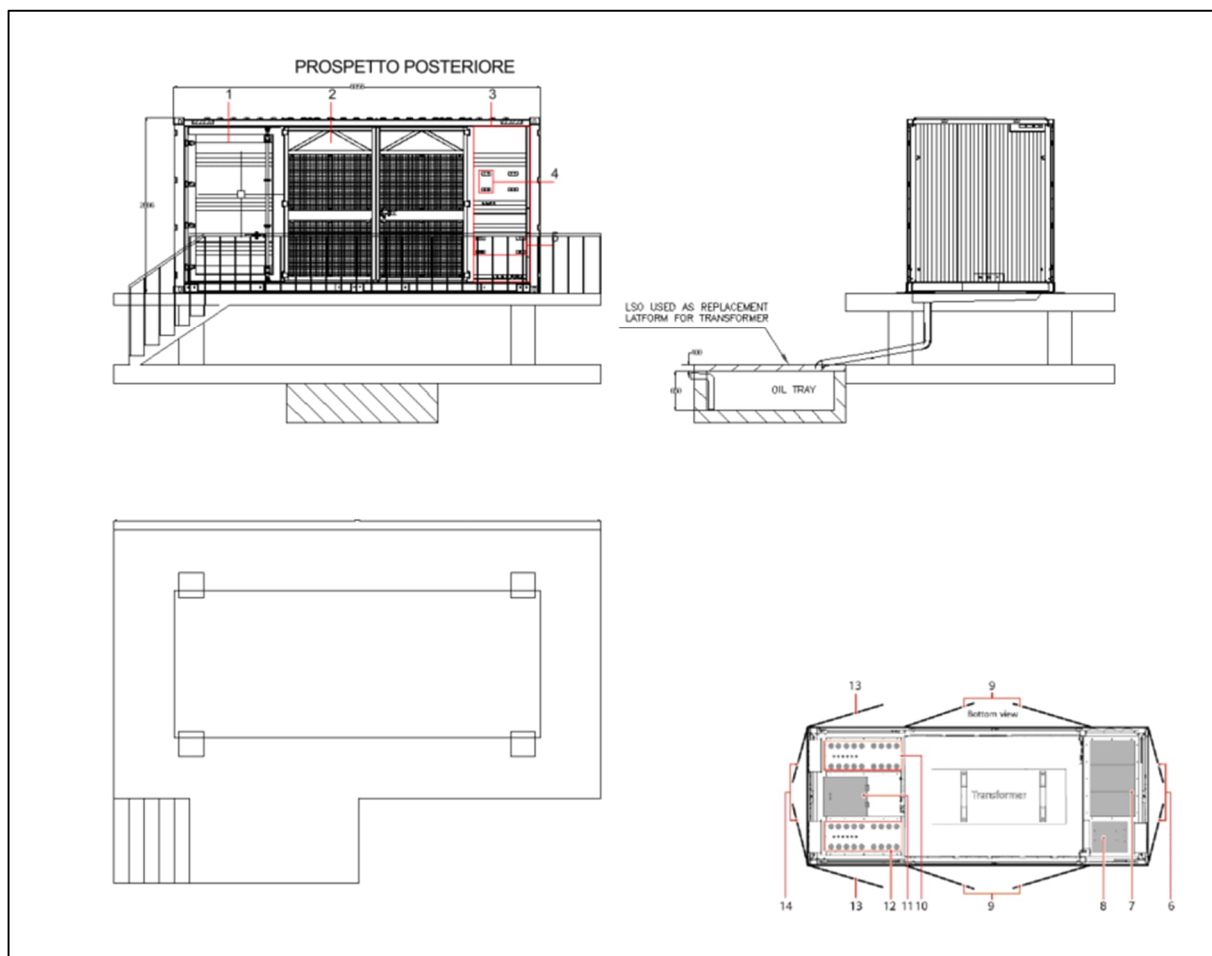 PROSPETTO POSTERIORE
1
2
3
4
5
LSO USED AS REPLACEMENT
LATFORM FOR TRANSFORMER
OIL TRAY
13
9
Bottom view
Transformer
14
13
12
11
10
9
8
7
6